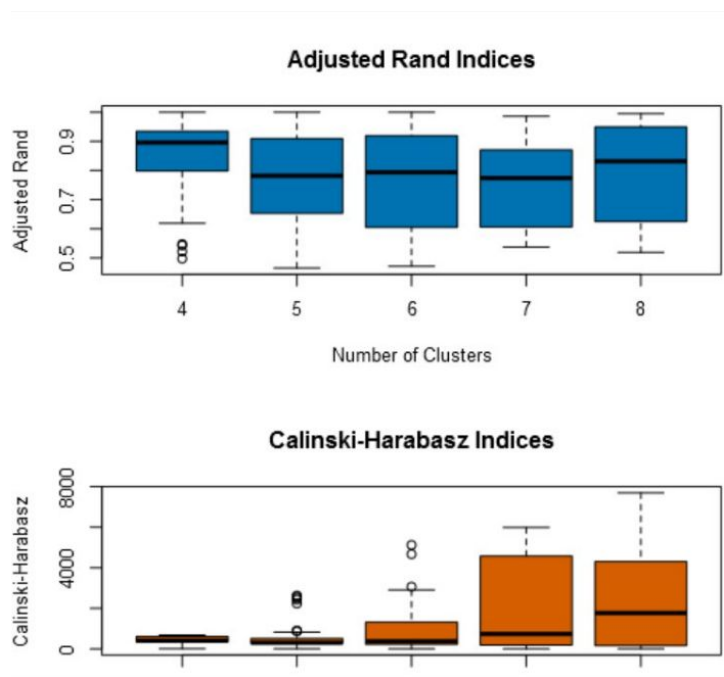 Adjusted Rand Indices
Adjusted Rand
0.9
0.7
0.5
4 5 6 7 8
Number of Clusters
Calinski-Harabasz Indices
Calinski-Harabasz
8000
4000
0